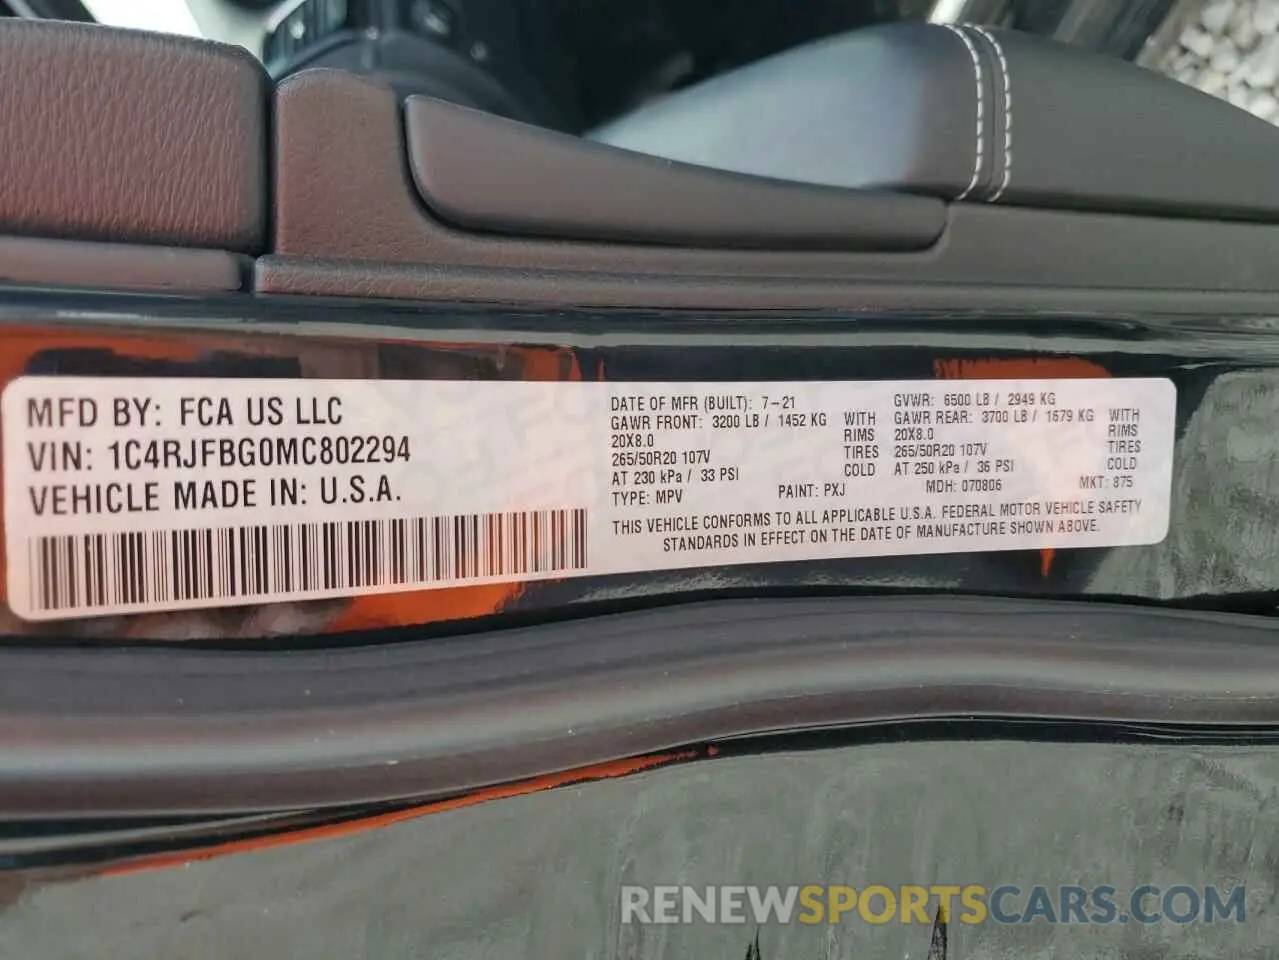 MFD BY: FCA US LLC
VIN: 1C4RJFBG0MC802294
VEHICLE MADE IN: U.S.A.
DATE OF MFR (BUILT): 7-21
GAWR FRONT: 3200 LB / 1452 KG WITH
20X8.0 RIMS
265/50R20 107V TIRES
AT 230 kPa / 33 PSI COLD
GVWR: 6500 LB / 2949 KG
GAWR REAR: 3700 LB / 1679 KG WITH
20X8.0 RIMS
265/50R20 107V TIRES
AT 250 kPa / 36 PSI COLD
TYPE: MPV PAINT: PXJ MDH: 070806 MKT: 875
THIS VEHICLE CONFORMS TO ALL APPLICABLE U.S.A. FEDERAL MOTOR VEHICLE SAFETY
STANDARDS IN EFFECT ON THE DATE OF MANUFACTURE SHOWN ABOVE.
RENEWSPORTSCARS.COM